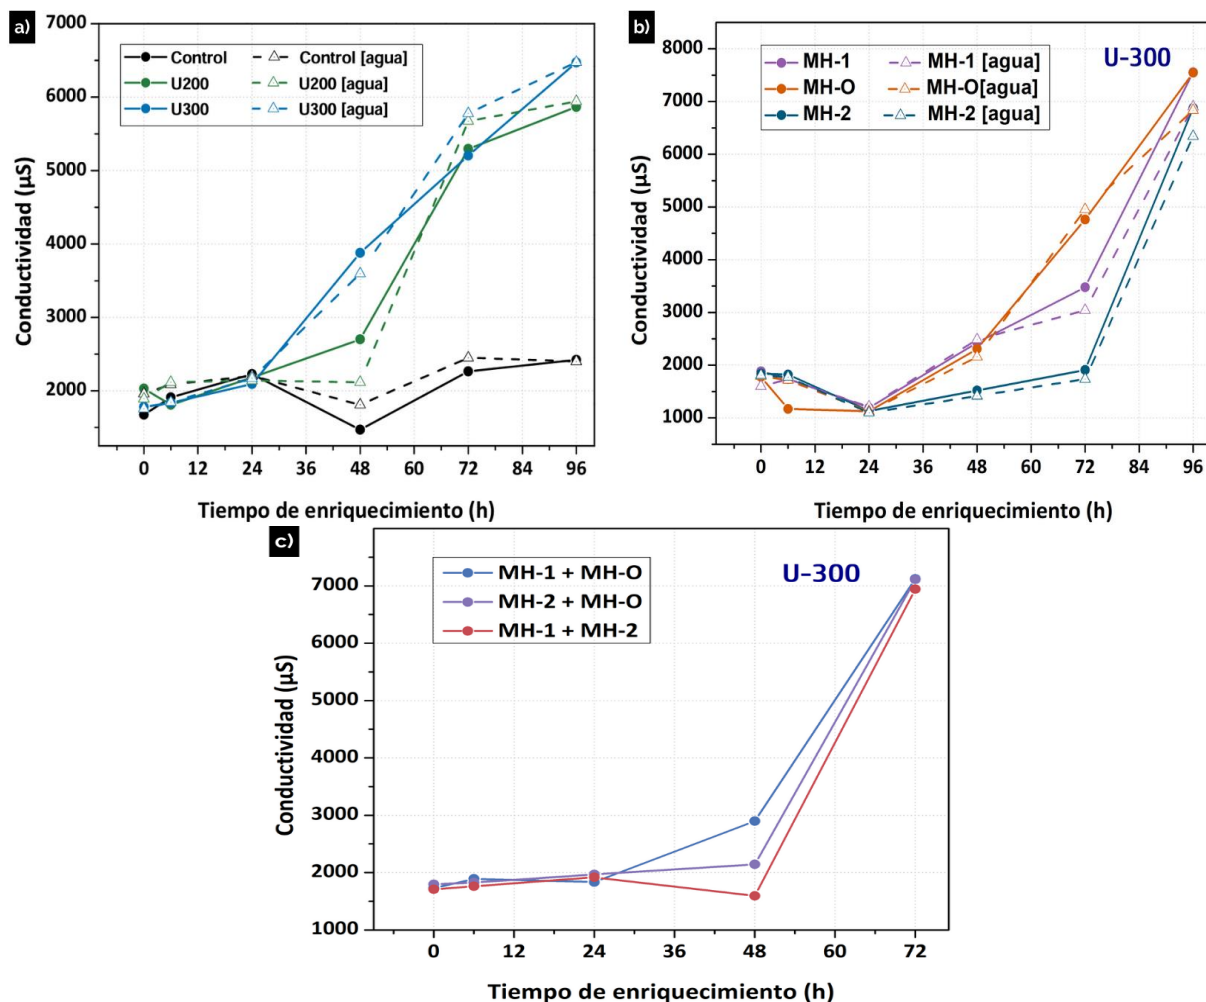 a)
7000
6000
5000
4000
3000
2000
Conductividad (µS)
Control
U200
U300
Control [agua]
U200 [agua]
U300 [agua]
0 12 24 36 48 60 72 84 96
Tiempo de enriquecimiento (h)
b)
8000
7000
6000
5000
4000
3000
2000
1000
Conductividad (µS)
MH-1
MH-O
MH-2
MH-1 [agua]
MH-O[agua]
MH-2 [agua]
U-300
0 12 24 36 48 60 72 84 96
Tiempo de enriquecimiento (h)
c)
7000
6000
5000
4000
3000
2000
1000
Conductividad (µS)
MH-1 + MH-O
MH-2 + MH-O
MH-1 + MH-2
U-300
0 12 24 36 48 60 72
Tiempo de enriquecimiento (h)